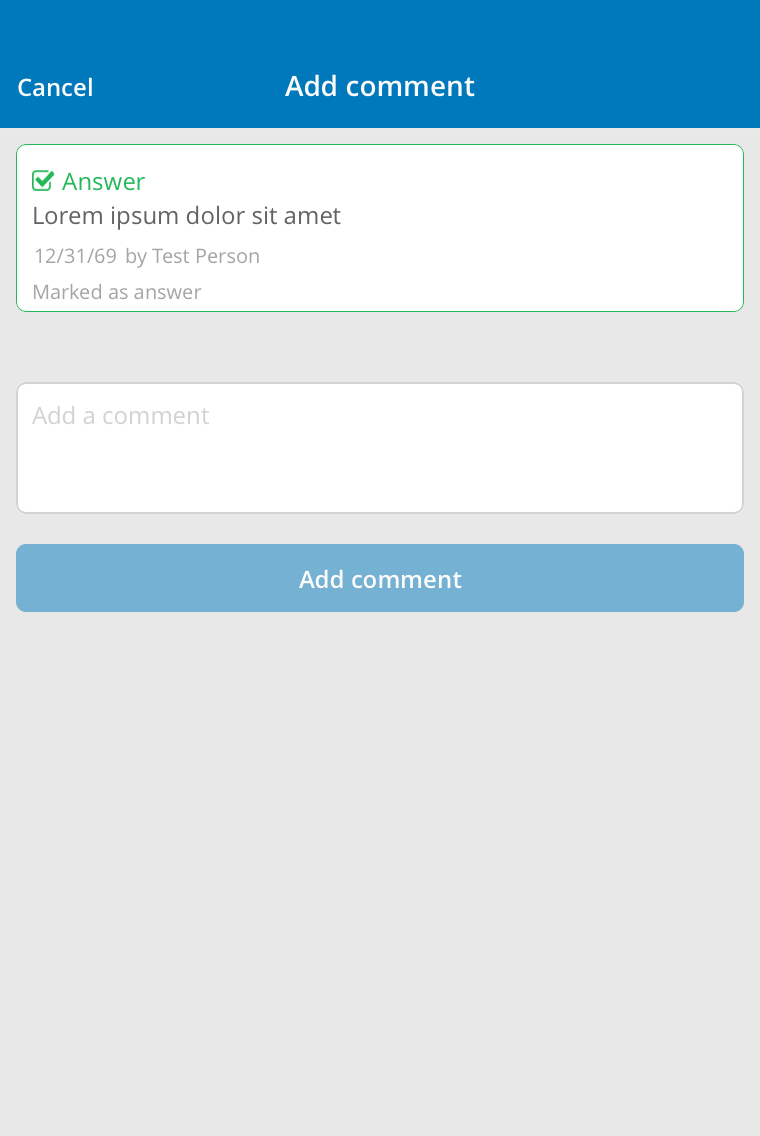 Cancel
Add comment
Answer
Lorem ipsum dolor sit amet
12/31/69 by Test Person
Marked as answer
Add a comment
Add comment